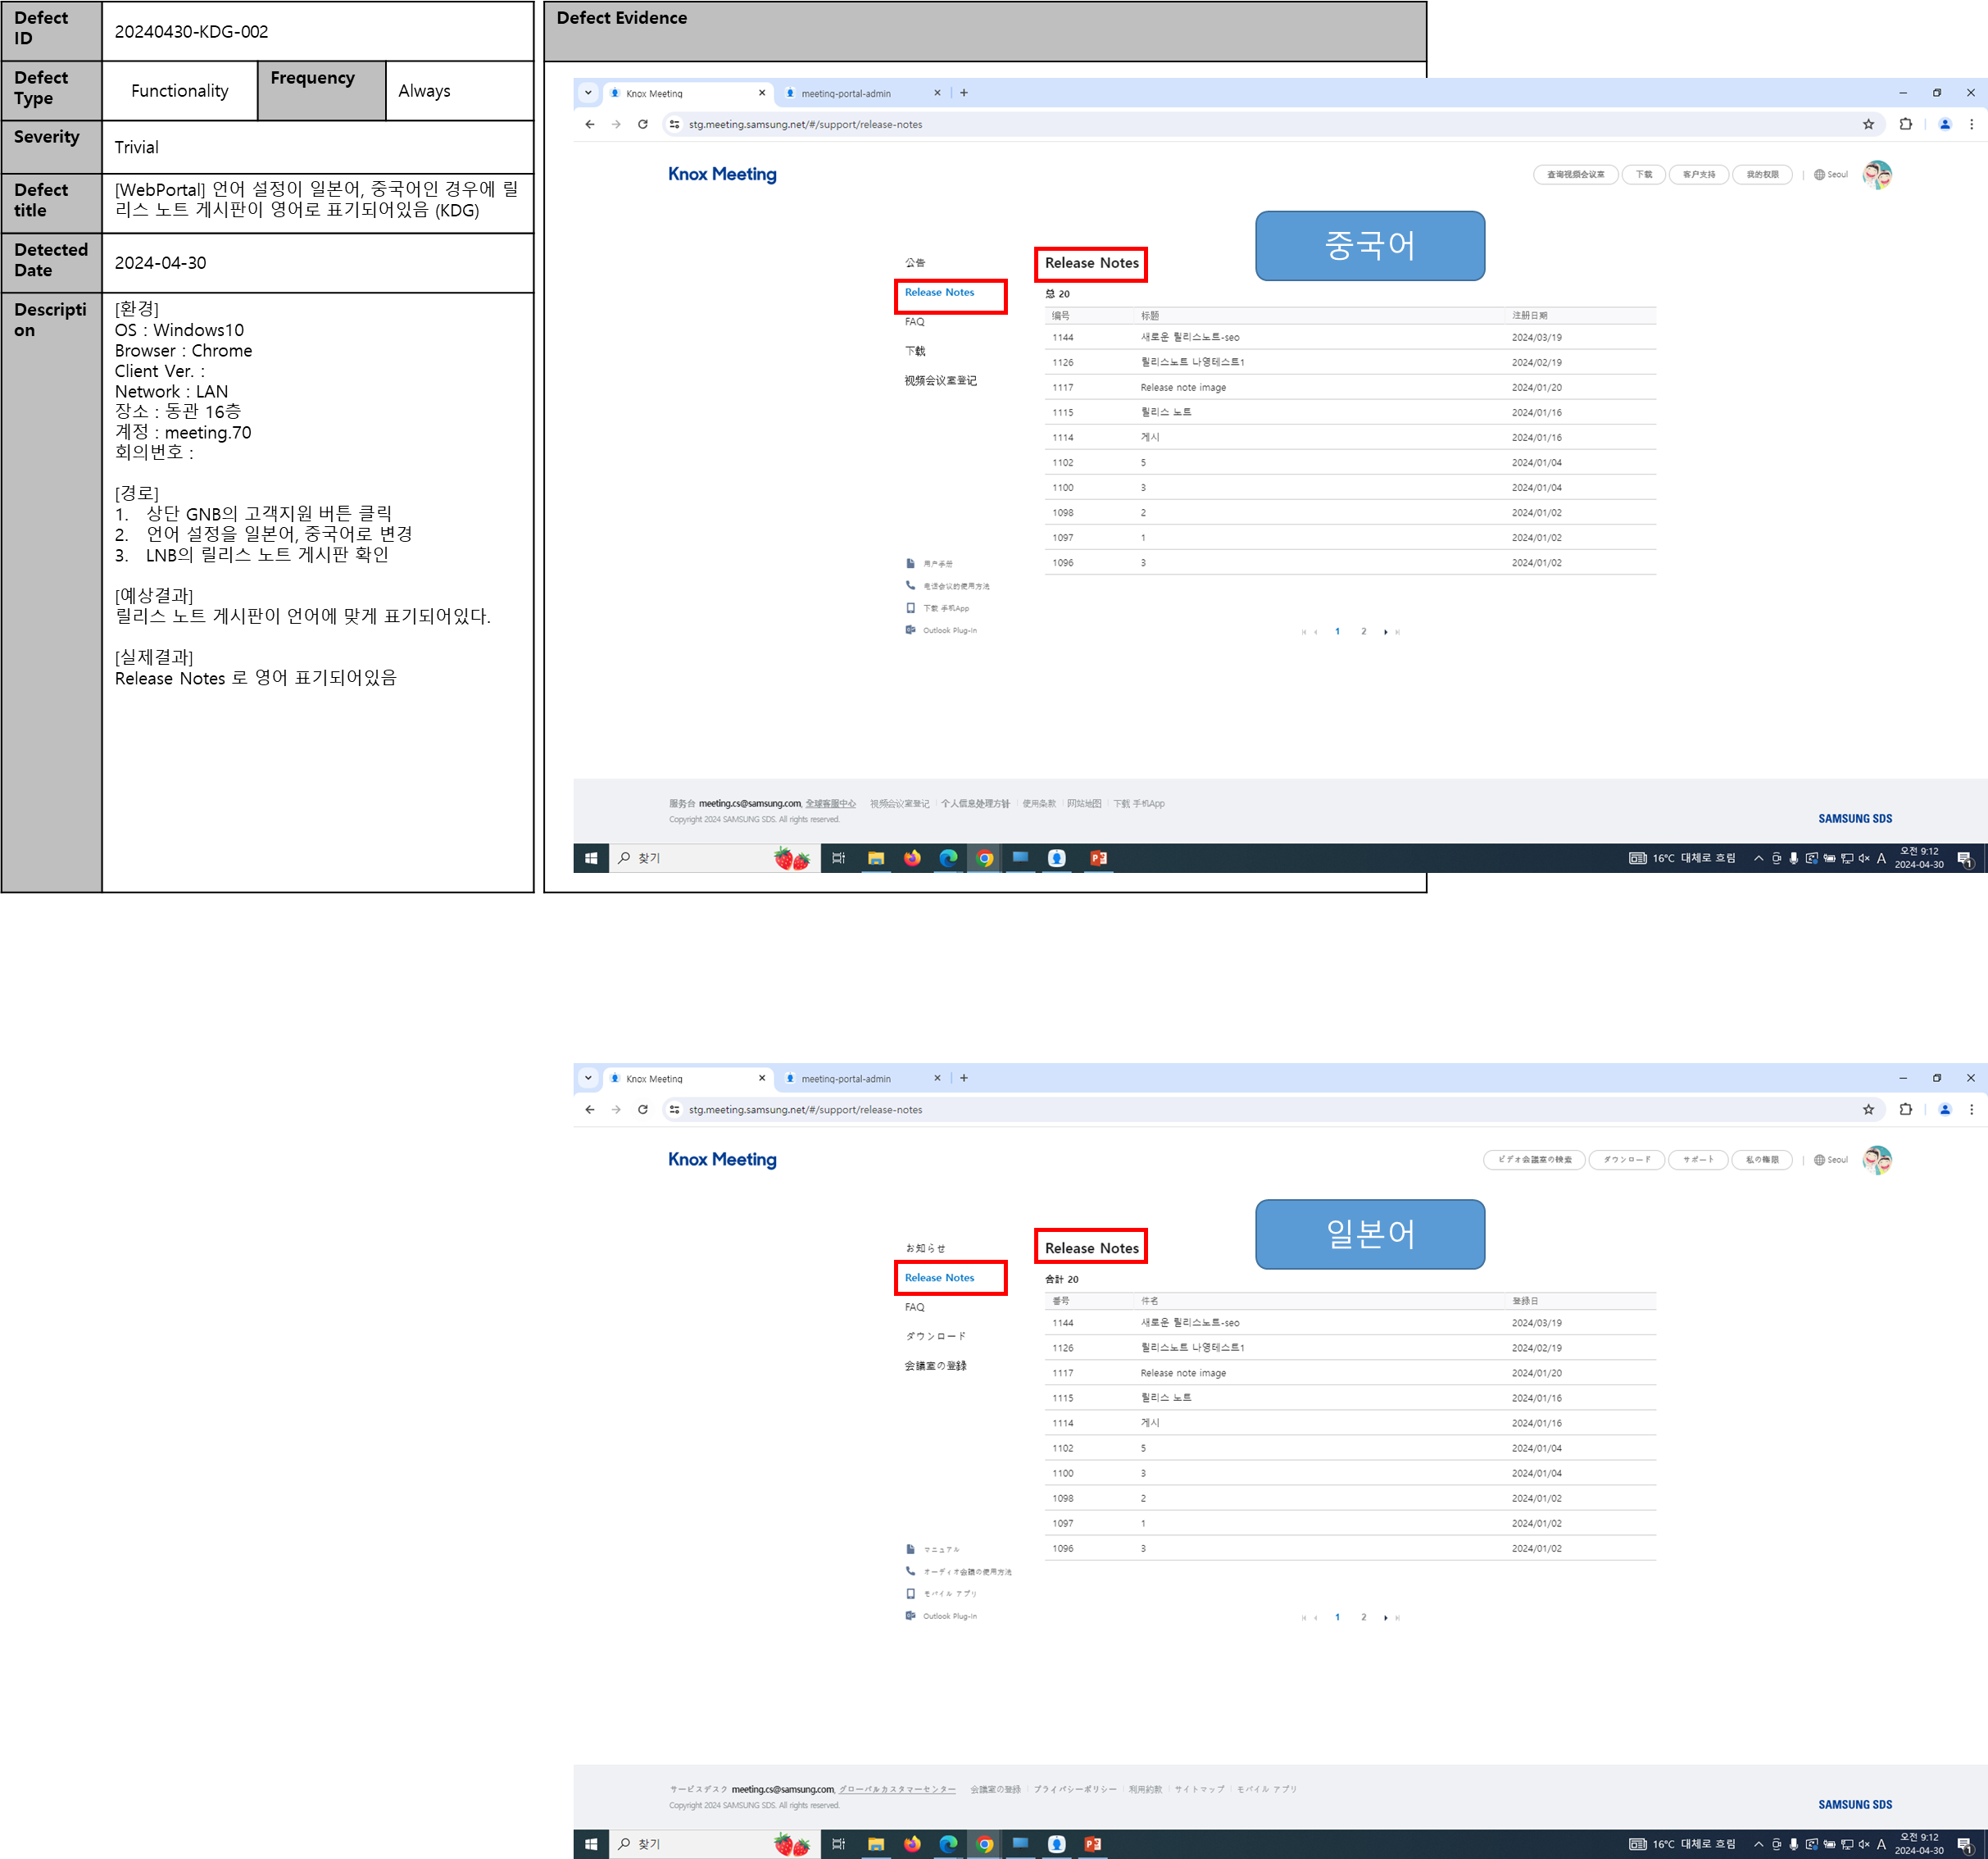 Defect ID
20240430-KDG-002
Defect Type
Functionality
Frequency
Always
Severity
Trivial
Defect title
[WebPortal] 언어 설정이 일본어, 중국어인 경우에 릴
리스 노트 게시판이 영어로 표기되어있음 (KDG)
Detected Date
2024-04-30
Descripti
on
[환경]
OS : Windows10
Browser : Chrome
Client Ver. :
Network : LAN
장소 : 동관 16층
계정 : meeting.70
회의번호 :
[경로]
1. 상단 GNB의 고객지원 버튼 클릭
2. 언어 설정을 일본어, 중국어로 변경
3. LNB의 릴리스 노트 게시판 확인
[예상결과]
릴리스 노트 게시판이 언어에 맞게 표기되어있다.
[실제결과]
Release Notes 로 영어 표기되어있음
Defect Evidence
Knox Meeting
meeting-portal-admin
stg.meeting.samsung.net/#/support/release-notes
Knox Meeting
查询视频会议室 下载 客户支持 我的权限 Seoul
중국어
公告
Release Notes
FAQ
下载
视频会议室登记
用户手册
电话会议的使用方法
下载 手机App
Outlook Plug-In
Release Notes
总 20
编号 标题 注册日期
1144 새로운 릴리스노트-seo 2024/03/19
1126 릴리스노트 나영테스트1 2024/02/19
1117 Release note image 2024/01/20
1115 릴리스 노트 2024/01/16
1114 게시 2024/01/16
1102 5 2024/01/04
1100 3 2024/01/04
1098 2 2024/01/02
1097 1 2024/01/02
1096 3 2024/01/02
1 2
服务台 meeting.cs@samsung.com, 全球客服中心 视频会议室登记 个人信息处理方针 使用条款 网站地图 下载 手机App
Copyright 2024 SAMSUNG SDS. All rights reserved.
SAMSUNG SDS
찾기
16°C 대체로 흐림
A
오전 9:12
2024-04-30
Knox Meeting
meeting-portal-admin
stg.meeting.samsung.net/#/support/release-notes
Knox Meeting
ビデオ会議室の検索 ダウンロード サポート 私の権限 Seoul
일본어
お知らせ
Release Notes
FAQ
ダウンロード
会議室の登録
マニュアル
オーディオ会議の使用方法
モバイル アプリ
Outlook Plug-In
Release Notes
合計 20
番号 件名 登録日
1144 새로운 릴리스노트-seo 2024/03/19
1126 릴리스노트 나영테스트1 2024/02/19
1117 Release note image 2024/01/20
1115 릴리스 노트 2024/01/16
1114 게시 2024/01/16
1102 5 2024/01/04
1100 3 2024/01/04
1098 2 2024/01/02
1097 1 2024/01/02
1096 3 2024/01/02
1 2
サービスデスク meeting.cs@samsung.com, グローバルカスタマーセンター 会議室の登録 プライバシーポリシー 利用約款 サイトマップ モバイル アプリ
Copyright 2024 SAMSUNG SDS. All rights reserved.
SAMSUNG SDS
찾기
16°C 대체로 흐림
A
오전 9:12
2024-04-30